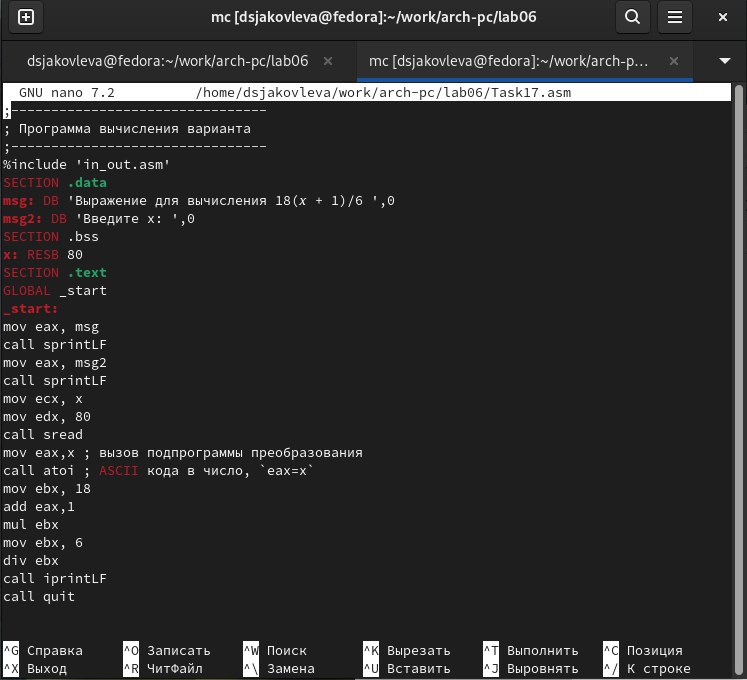 mc [dsjakovleva@fedora]:~/work/arch-pc/lab06
dsjakovleva@fedora:~/work/arch-pc/lab06
mc [dsjakovleva@fedora]:~/work/arch-p...
GNU nano 7.2 /home/dsjakovleva/work/arch-pc/lab06/Task17.asm
;--------------------------------
; Программа вычисления варианта
;--------------------------------
%include 'in_out.asm'
SECTION .data
msg: DB 'Выражение для вычисления 18(𝑥 + 1)/6 ',0
msg2: DB 'Введите х: ',0
SECTION .bss
x: RESB 80
SECTION .text
GLOBAL _start
_start:
mov eax, msg
call sprintLF
mov eax, msg2
call sprintLF
mov ecx, x
mov edx, 80
call sread
mov eax,x ; вызов подпрограммы преобразования
call atoi ; ASCII кода в число, `eax=x`
mov ebx, 18
add eax,1
mul ebx
mov ebx, 6
div ebx
call iprintLF
call quit
^G Справка ^O Записать ^W Поиск ^K Вырезать ^T Выполнить ^C Позиция
^X Выход ^R ЧитФайл ^\ Замена ^U Вставить ^J Выровнять ^/ К строке